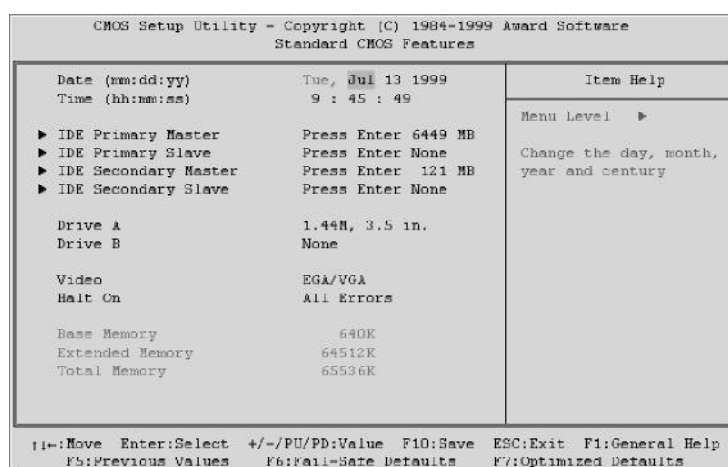 CMOS Setup Utility - Copyright (C) 1984-1999 Award Software
Standard CMOS Features
Date (mm:dd:yy) Tue, Jul 13 1999
Time (hh:mm:ss) 9 : 45 : 49
▶ IDE Primary Master Press Enter 6449 MB
▶ IDE Primary Slave Press Enter None
▶ IDE Secondary Master Press Enter 121 MB
▶ IDE Secondary Slave Press Enter None
Drive A 1.44M, 3.5 in.
Drive B None
Video EGA/VGA
Halt On All Errors
Base Memory 640K
Extended Memory 64512K
Total Memory 65536K
Item Help
Menu Level ▶
Change the day, month,
year and century
↑↓←:Move Enter:Select +/-/PU/PD:Value F10:Save ESC:Exit F1:General Help
F5:Previous Values F6:Fail-Safe Defaults F7:Optimized Defaults